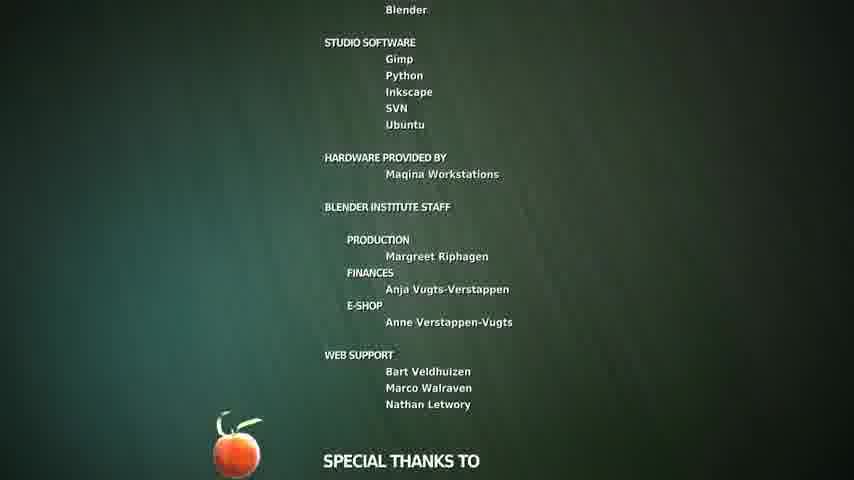 Blender
STUDIO SOFTWARE
Gimp
Python
Inkscape
SVN
Ubuntu
HARDWARE PROVIDED BY
Maqina Workstations
BLENDER INSTITUTE STAFF
PRODUCTION
Margreet Riphagen
FINANCES
Anja Vugts-Verstappen
E-SHOP
Anne Verstappen-Vugts
WEB SUPPORT
Bart Veldhuizen
Marco Walraven
Nathan Letwory
SPECIAL THANKS TO